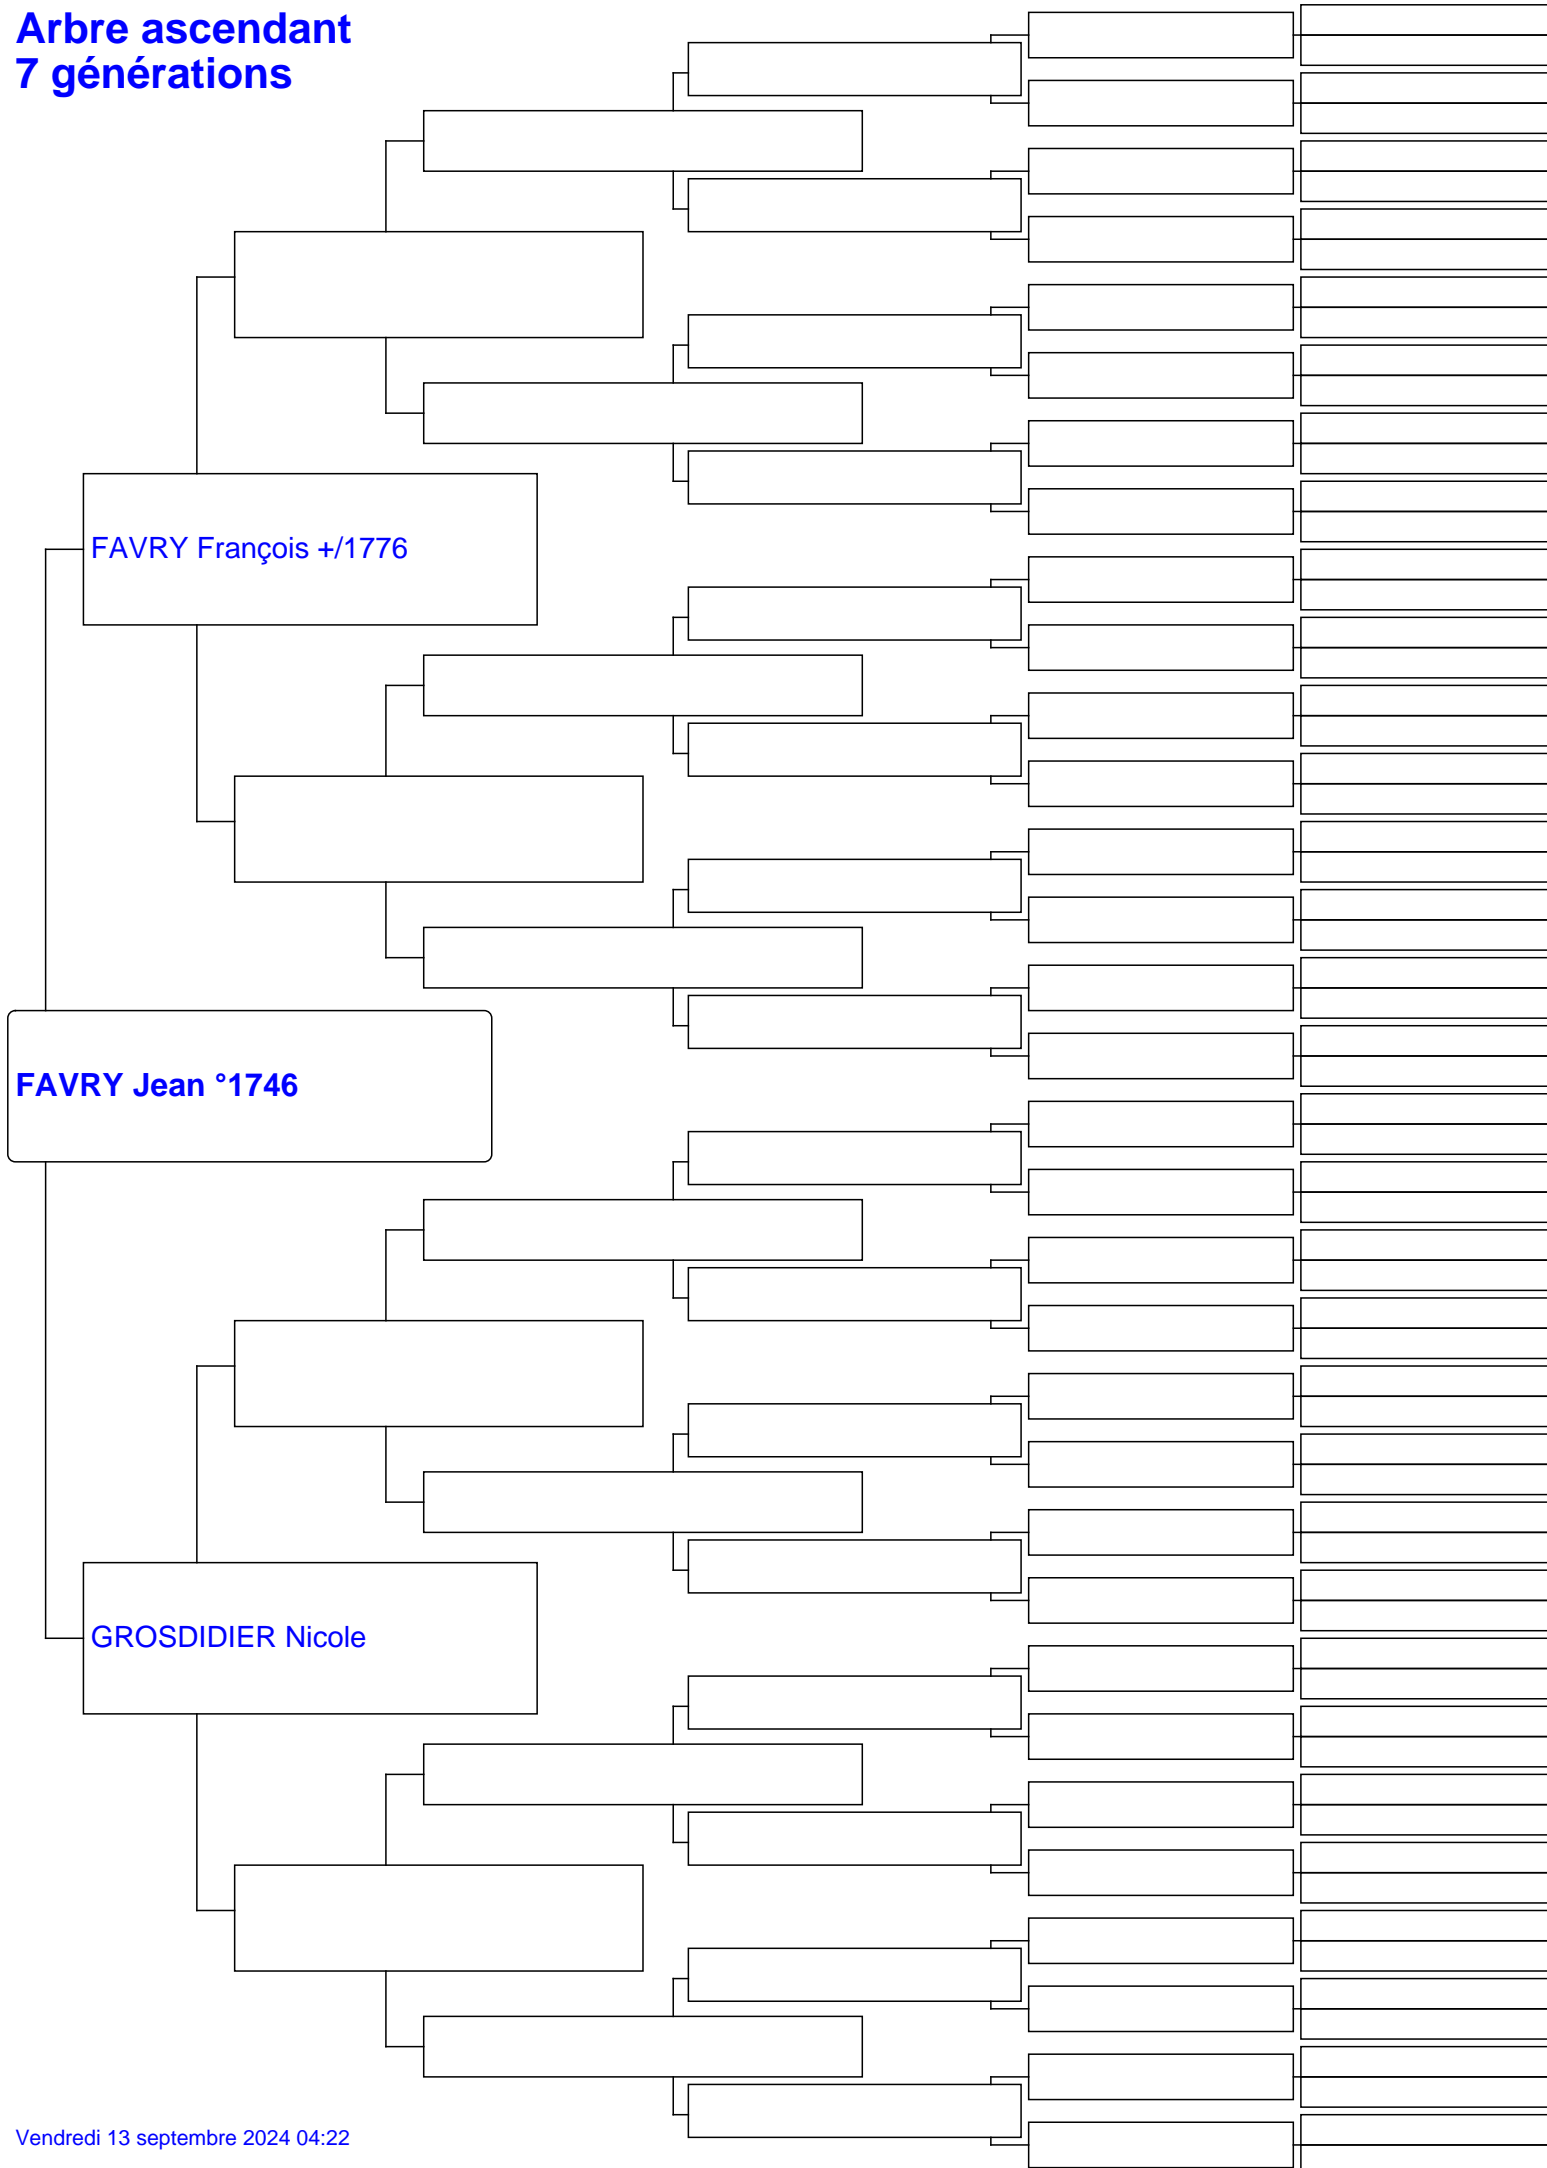 Arbre ascendant
7 générations
FAVRY François +/1776
FAVRY Jean °1746
GROSDIDIER Nicole
Vendredi 13 septembre 2024 04:22